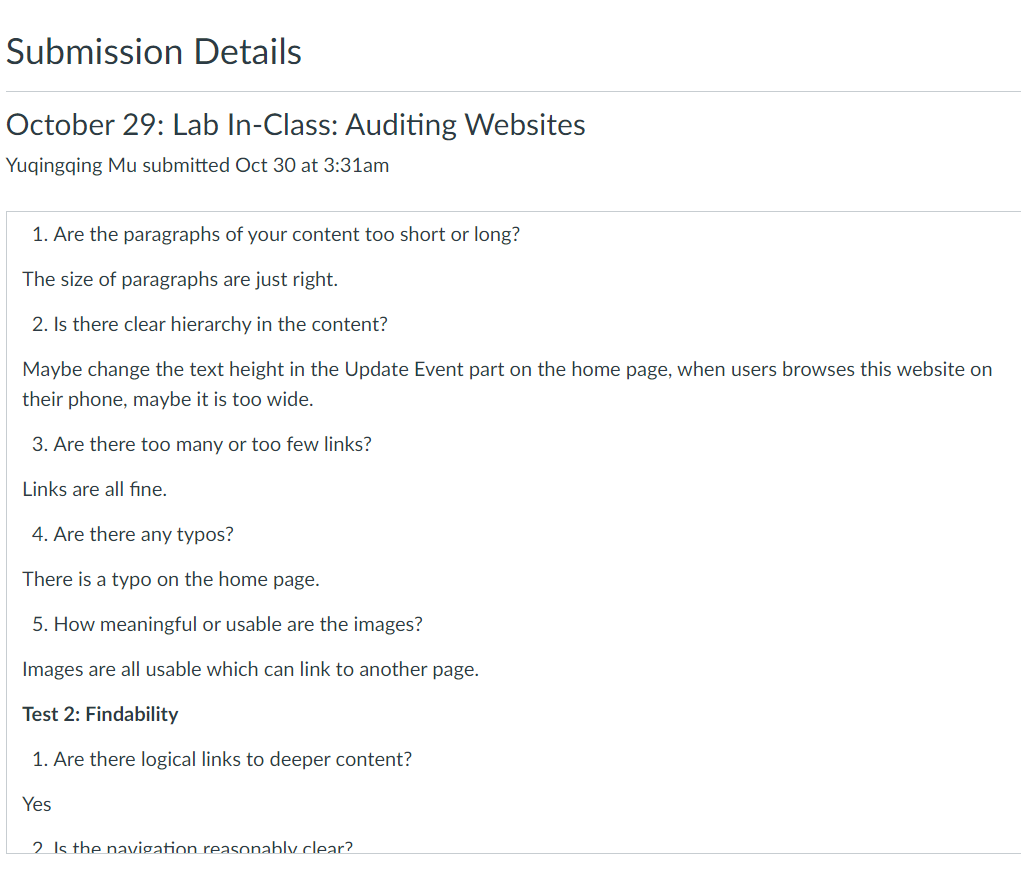 Submission Details
October 29: Lab In-Class: Auditing Websites
Yuqingqing Mu submitted Oct 30 at 3:31am
1. Are the paragraphs of your content too short or long?
The size of paragraphs are just right.
2. Is there clear hierarchy in the content?
Maybe change the text height in the Update Event part on the home page, when users browses this website on
their phone, maybe it is too wide.
3. Are there too many or too few links?
Links are all fine.
4. Are there any typos?
There is a typo on the home page.
5. How meaningful or usable are the images?
Images are all usable which can link to another page.
Test 2: Findability
1. Are there logical links to deeper content?
Yes
2. Is the navigation reasonably clear?